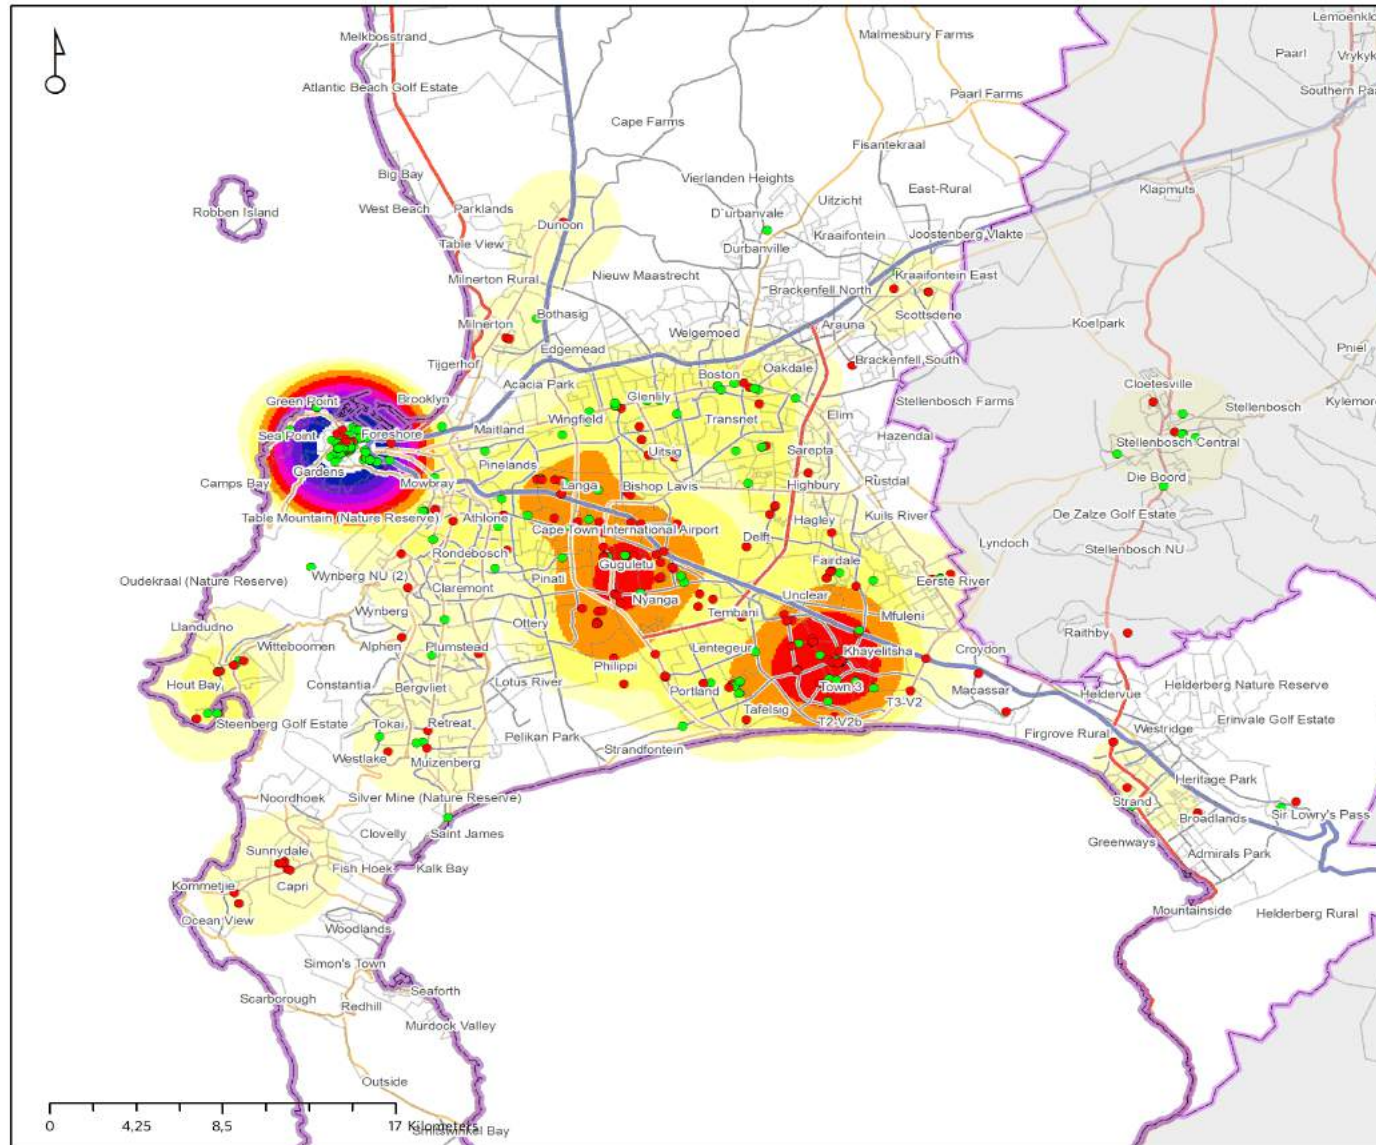 Lemoenklo
Melkbosstrand
Malmesbury Farms
Paarl
Vrykyk
Atlantic Beach Golf Estate
Paarl Farms
Southern Paa
Cape Farms
Fisantekraal
Big Bay
Vierlanden Heights
East-Rural
Klapmuts
Robben Island
West Beach
Parklands
Uitzicht
D'urbanvale
Dunoon
Kraaifontein
Joostenberg Vlakte
Table View
Durbanville
Milnerton Rural
Nieuw Maastrecht
Kraaifontein East
Brackenfell North
Bothasig
Scottsdene
Milnerton
Welgemoed
Arauna
Koelpark
Edgemead
Pniel
Tijgerhof
Brackenfell South
Acacia Park
Boston
Oakdale
Cloetesville
Green Point
Brooklyn
Glenlily
Stellenbosch Farms
Stellenbosch
Kylemore
Wingfield
Transnet
Elim
Sea Point
Foreshore
Maitland
Hazendal
Stellenbosch Central
Uitsig
Sarepta
Pinelands
Gardens
Die Boord
Camps Bay
Mowbray
Langa
Bishop Lavis
Highbury
Rustdal
Table Mountain (Nature Reserve)
Athlone
Kuils River
De Zalze Golf Estate
Cape Town International Airport
Hagley
Delft
Lyndoch
Stellenbosch NU
Rondebosch
Fairdale
Guguletu
Oudekraal (Nature Reserve)
Wynberg NU (2)
Pinati
Eerste River
Claremont
Unclear
Nyanga
Wynberg
Tembani
Mfuleni
Llandudno
Ottery
Raithby
Witteboomen
Alphen
Plumstead
Lentegeur
Khayelitsha
Croydon
Philippi
Hout Bay
Constantia
Bergvliet
Lotus River
Portland
Town 3
Macassar
Heldervue
Helderberg Nature Reserve
T3-V2
Steenberg Golf Estate
Tokai
Retreat
Tafelsig
T2-V2b
Erinvale Golf Estate
Westridge
Pelikan Park
Firgrove Rural
Strandfontein
Westlake
Muizenberg
Heritage Park
Noordhoek
Silver Mine (Nature Reserve)
Strand
Broadlands
Sir Lowry's Pass
Clovelly
Saint James
Greenways
Sunnydale
Admirals Park
Fish Hoek
Kalk Bay
Kommetjie
Capri
Mountainside
Helderberg Rural
Ocean View
Woodlands
Simon's Town
Seaforth
Scarborough
Redhill
Murdock Valley
Outside
0 4,25 8,5 17 Kilometers
Smitswinkel Bay